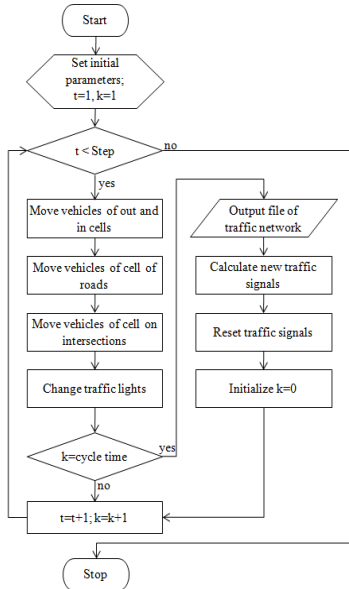 Start
Set initial
parameters;
t=1, k=1
t < Step
no
yes
Move vehicles of out and
in cells
Move vehicles of cell of
roads
Move vehicles of cell on
intersections
Change traffic lights
k=cycle time
yes
no
t=t+1; k=k+1
Output file of
traffic network
Calculate new traffic
signals
Reset traffic signals
Initialize k=0
Stop